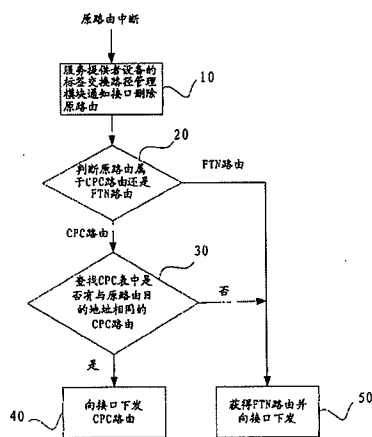 原路由中断
服务提供者设备的
标签交换路径管理
模块通知接口删除
原路由
10
20
判断原路由属
于CPC路由还是
FTN路由
FTN路由
CPC路由
30
查找CPC表中是
否有与原路由目
的地址相同的
CPC路由
否
是
向接口下发
CPC路由
40
获得FTN路由并
向接口下发
50